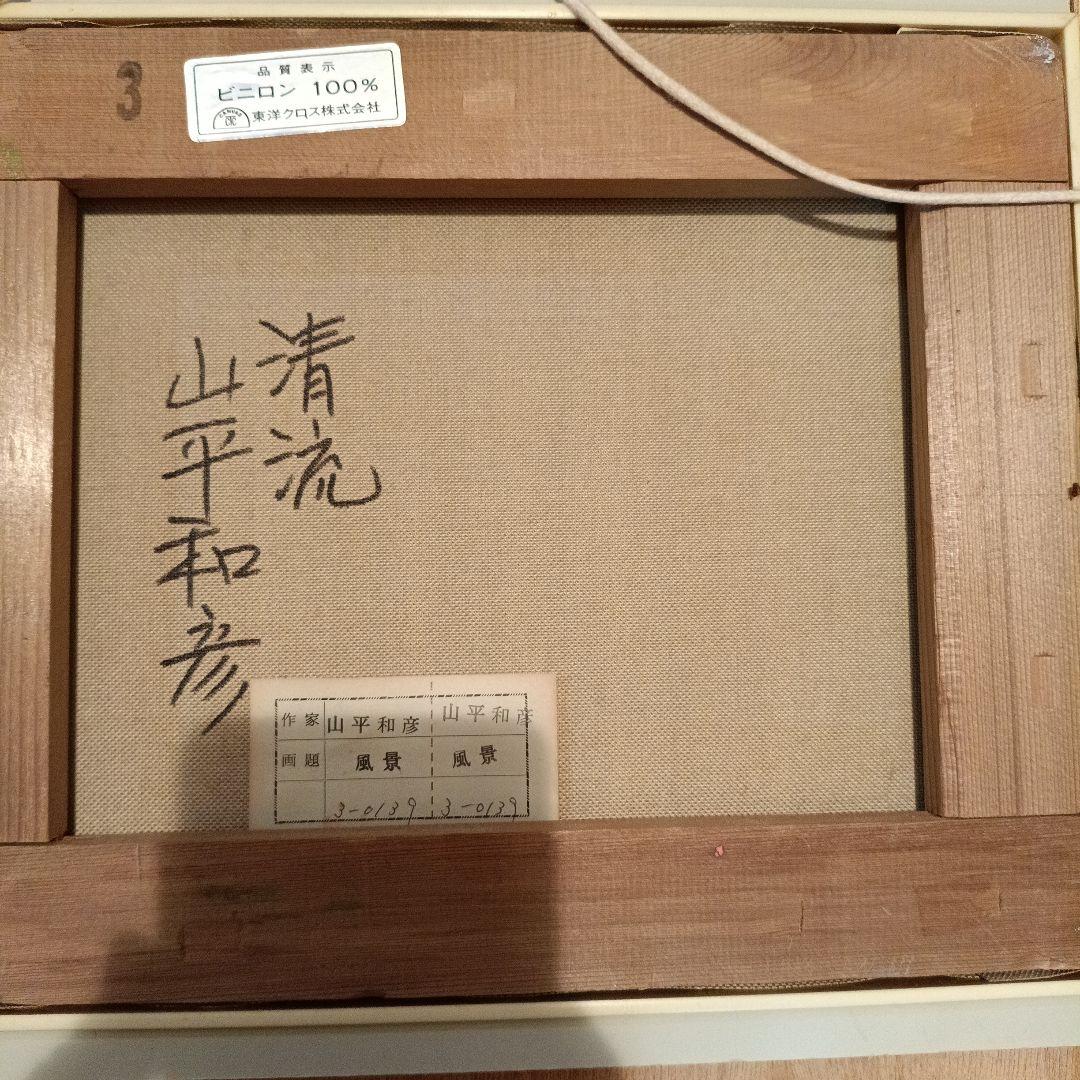 3
品質表示
ビニロン 100%
CANVAS
東洋クロス株式会社
清流
山平和彦
作家 山平和彦 山平和彦
画題 風景 風景
3-0139 3-0139